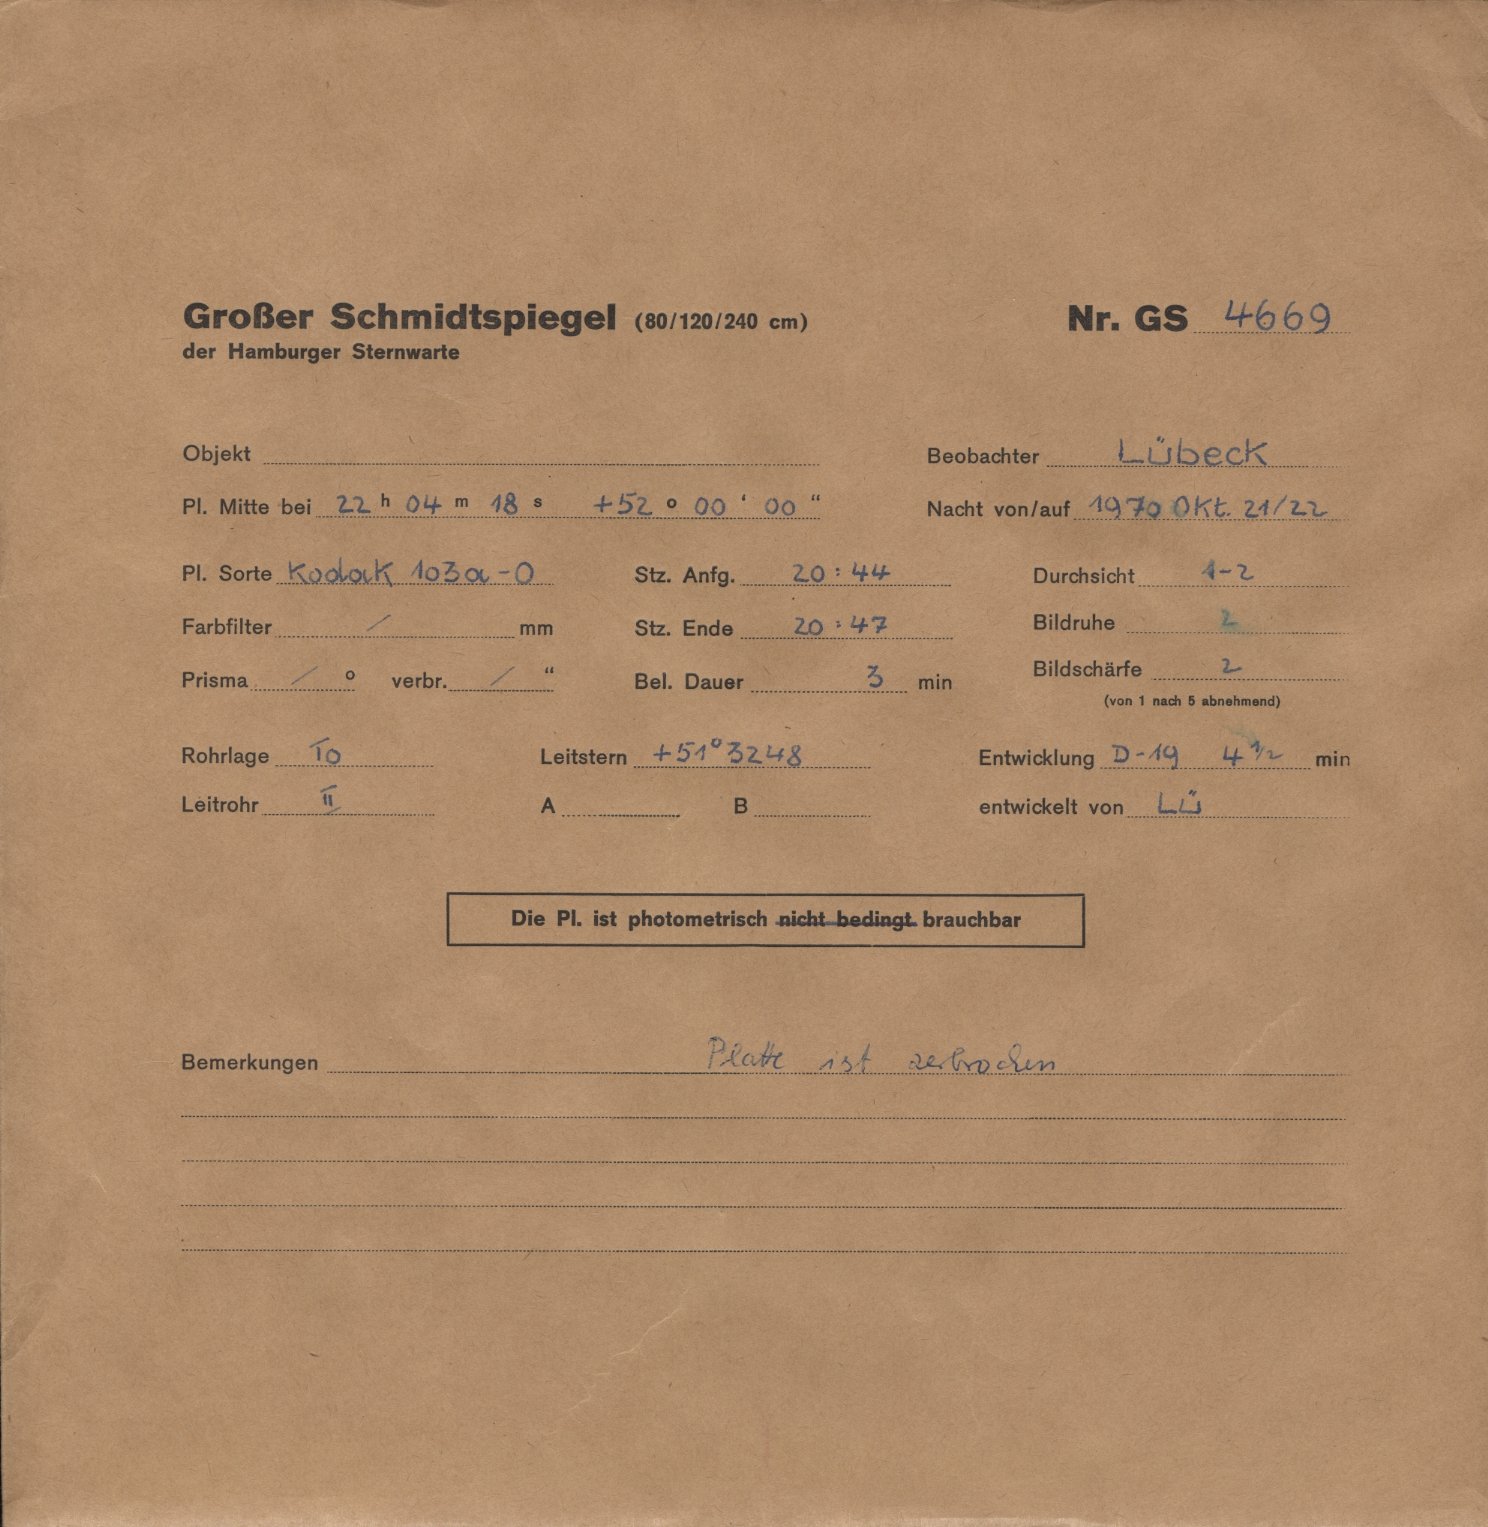 Großer Schmidtspiegel (80/120/240 cm) Nr. GS 4669
der Hamburger Sternwarte
Objekt Beobachter Lübeck
Pl. Mitte bei 22 h 04 m 18 s +52 o 00 ' 00 " Nacht von/auf 1970 Okt. 21/22
Pl. Sorte Kodak 103a-O Stz. Anfg. 20:44 Durchsicht 1-2
Farbfilter / mm Stz. Ende 20:47 Bildruhe 2
Prisma / o verbr. / " Bel. Dauer 3 min Bildschärfe 2
(von 1 nach 5 abnehmend)
Rohrlage TO Leitstern +51°3248 Entwicklung D-19 4 1/2 min
Leitrohr II A B entwickelt von LÜ
Die Pl. ist photometrisch nicht bedingt brauchbar
Bemerkungen Platte ist zerbrochen